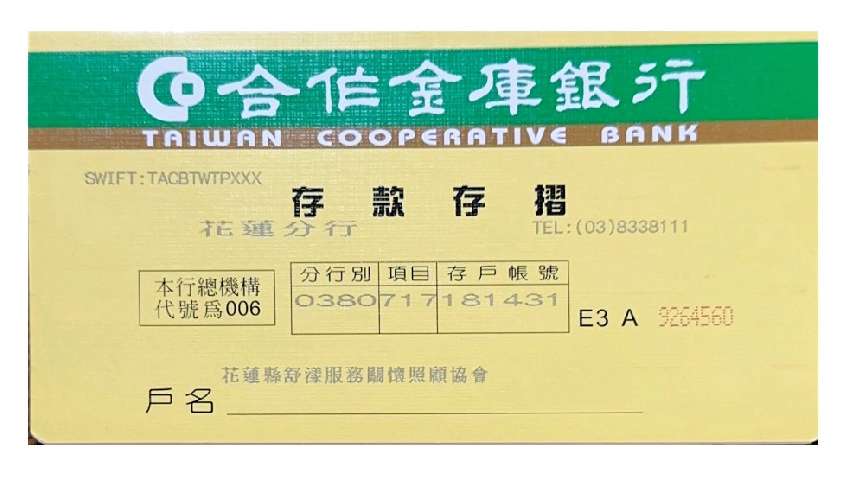 合作金庫銀行
TAIWAN COOPERATIVE BANK
SWIFT:TACBTWTPXXX
存款存摺
花蓮分行 TEL:(03)8338111
本行總機構
代號為006
分行別 項目 存戶帳號
0380717181431
E3 A 9264560
花蓮縣舒漾服務關懷照顧協會
戶名